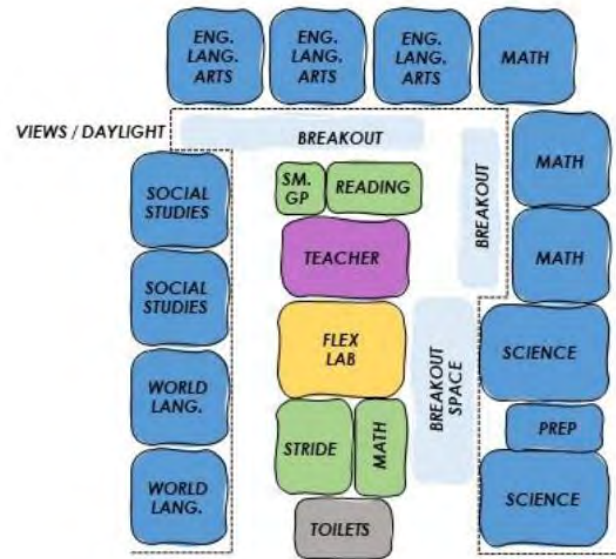 ENG.
LANG.
ARTS
ENG.
LANG.
ARTS
ENG.
LANG.
ARTS
MATH
VIEWS / DAYLIGHT
BREAKOUT
SOCIAL
STUDIES
SM.
GP
READING
BREAKOUT
MATH
TEACHER
SOCIAL
STUDIES
MATH
FLEX
LAB
BREAKOUT
SPACE
SCIENCE
WORLD
LANG.
STRIDE
MATH
PREP
WORLD
LANG.
SCIENCE
TOILETS